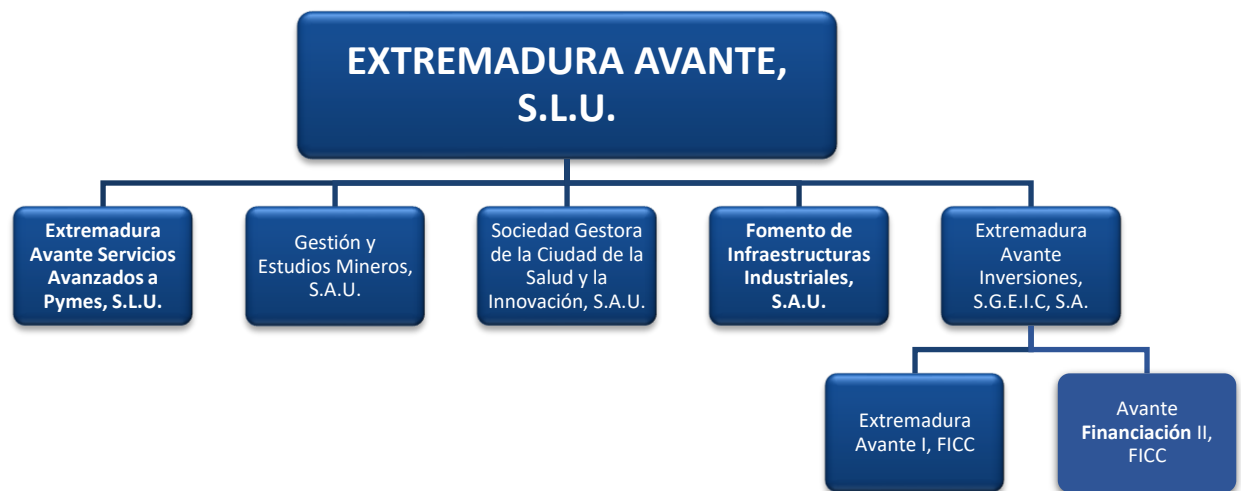 EXTREMADURA AVANTE,
S.L.U.
Extremadura
Avante Servicios
Avanzados a
Pymes, S.L.U.
Gestión y
Estudios Mineros,
S.A.U.
Sociedad Gestora
de la Ciudad de la
Salud y la
Innovación, S.A.U.
Fomento de
Infraestructuras
Industriales,
S.A.U.
Extremadura
Avante
Inversiones,
S.G.E.I.C, S.A.
Extremadura
Avante I, FICC
Avante
Financiación II,
FICC